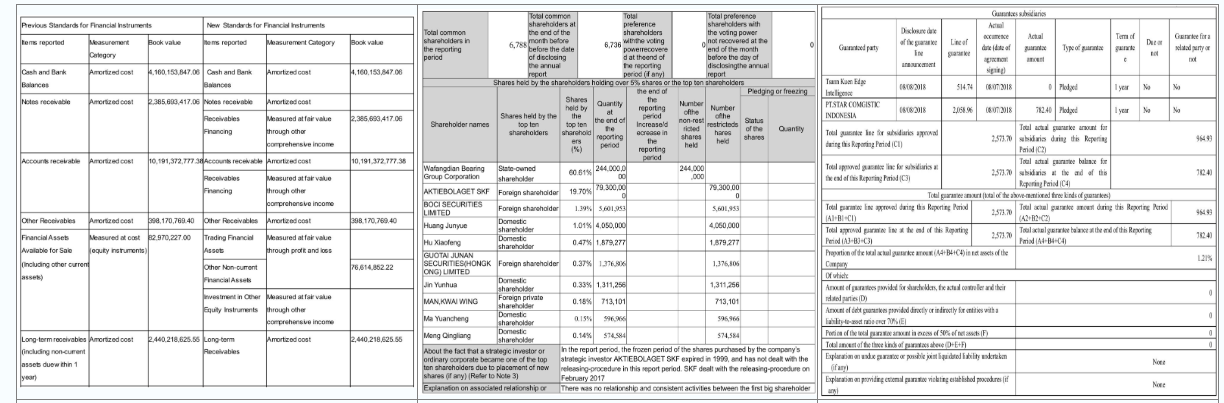 Previous Standards for Financial Instruments New Standards for Financial Instruments
Items reported Measurement Category Book value Items reported Measurement Category Book value
Cash and Bank Balances Amortized cost 4,160,153,847.06 Cash and Bank Balances Amortized cost 4,160,153,847.06
Notes receivable Amortized cost 2,385,693,417.06 Notes receivable Amortized cost
Receivables Financing Measured at fair value through other comprehensive income 2,385,693,417.06
Accounts receivable Amortized cost 10,191,372,777.38 Accounts receivable Amortized cost 10,191,372,777.38
Receivables Financing Measured at fair value through other comprehensive income
Other Receivables Amortized cost 398,170,769.40 Other Receivables Amortized cost 398,170,769.40
Financial Assets Available for Sale (including other current assets) Measured at cost (equity instruments) 82,970,227.00 Trading Financial Assets Measured at fair value through profit and loss
Other Non-current Financial Assets 76,614,852.22
Investment in Other Equity Instruments Measured at fair value through other comprehensive income
Long-term receivables (including non-current assets due within 1 year) Amortized cost 2,440,218,625.55 Long-term Receivables Amortized cost 2,440,218,625.55
Total common shareholders in the reporting period 6,788 Total common shareholders at the end of the month before the date of disclosing the annual report 6,736 Total preference shareholders withthe voting powerrecovere d at theend of the reporting period (if any) 0 Total preference shareholders with the voting power not recovered at the end of the month before the day of disclosingthe annual report 0
Shares held by the shareholders holding over 5% shares or the top ten shareholders
Shareholder names Shares held by the top ten shareholders Shares held by the top ten sharehold ers (%) Quantity at the end of the reporting period the end of the reporting period increase/d ecrease in the reporting period Number ofthe non-rest ricted shares held Number ofthe restricteds hares held Pledging or freezing
Status of the shares Quantity
Wafangdian Bearing Group Corporation State-owned shareholder 60.61% 244,000,0 00 244,000 ,000
AKTIEBOLAGET SKF Foreign shareholder 19.70% 79,300,00 0 79,300,00 0
BOCI SECURITIES LIMITED Foreign shareholder 1.39% 5,601,953 5,601,953
Huang Junyue Domestic shareholder 1.01% 4,050,000 4,050,000
Hu Xiaofeng Domestic shareholder 0.47% 1,879,277 1,879,277
GUOTAI JUNAN SECURITIES(HONGK ONG) LIMITED Foreign shareholder 0.37% 1,376,806 1,376,806
Jin Yunhua Domestic shareholder 0.33% 1,311,256 1,311,256
MAN,KWAI WING Foreign private shareholder 0.18% 713,101 713,101
Ma Yuancheng Domestic shareholder 0.15% 596,966 596,966
Meng Qingliang Domestic shareholder 0.14% 574,584 574,584
About the fact that a strategic investor or ordinary corporate became one of the top ten shareholders due to placement of new shares (if any) (Refer to Note 3) In the report period, the frozen period of the shares purchased by the company's strategic investor AKTIEBOLAGET SKF expired in 1999, and has not dealt with the releasing-procedure in this report period. SKF dealt with the releasing-procedure on February 2017
Explanation on associated relationship or There was no relationship and consistent activities between the first big shareholder
Guarantees subsidiaries
Guaranteed party Disclosure date of the guarantee line announcement Line of guarantee Actual occurrence date (date of agreement signing) Actual guarantee amount Type of guarantee Term of guarante e Due or not Guarantee for a related party or not
Trunn Kuen Edge Intelligence 08/08/2018 514.74 08/07/2018 0 Pledged 1 year No No
PT.STAR COMGISTIC INDONESIA 08/08/2018 2,058.96 08/07/2018 782.40 Pledged 1 year No No
Total guarantee line for subsidiaries approved during this Reporting Period (C1) 2,573.70 Total actual guarantee amount for subsidiaries during this Reporting Period (C2) 964.93
Total approved guarantee line for subsidiaries at the end of this Reporting Period (C3) 2,573.70 Total actual guarantee balance for subsidiaries at the end of this Reporting Period (C4) 782.40
Total guarantee amount (total of the above-mentioned three kinds of guarantees)
Total guarantee line approved during this Reporting Period (A1+B1+C1) 2,573.70 Total actual guarantee amount during this Reporting Period (A2+B2+C2) 964.93
Total approved guarantee line at the end of this Reporting Period (A3+B3+C3) 2,573.70 Total actual guarantee balance at the end of this Reporting Period (A4+B4+C4) 782.40
Proportion of the total actual guarantee amount (A4+B4+C4) in net assets of the Company 1.21%
Of which:
Amount of guarantees provided for shareholders, the actual controller and their related parties (D) 0
Amount of debt guarantees provided directly or indirectly for entities with a liability-to-asset ratio over 70% (E) 0
Portion of the total guarantee amount in excess of 50% of net assets (F) 0
Total amount of the three kinds of guarantees above (D+E+F) 0
Explanation on undue guarantee or possible joint liquidated liability undertaken (if any) None
Explanation on providing external guarantee violating established procedures (if any) None